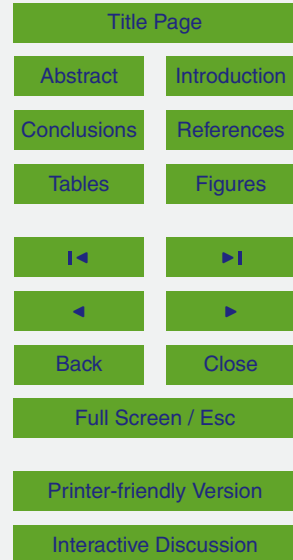 Title Page
Abstract Introduction
Conclusions References
Tables Figures
Back Close
Full Screen / Esc
Printer-friendly Version
Interactive Discussion